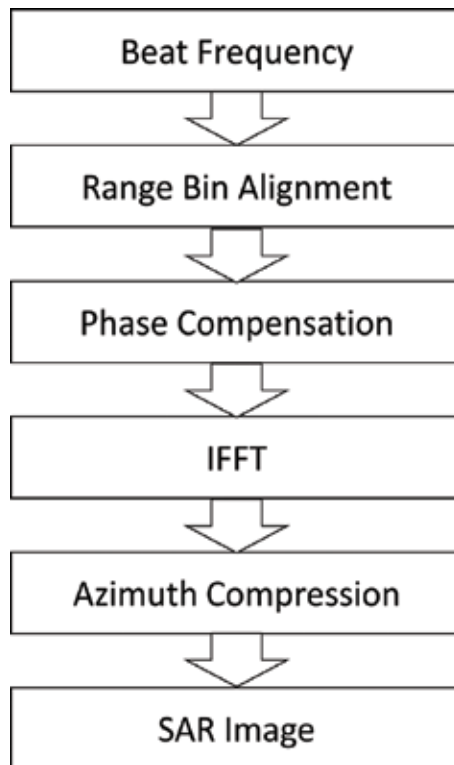 Beat Frequency
Range Bin Alignment
Phase Compensation
IFFT
Azimuth Compression
SAR Image